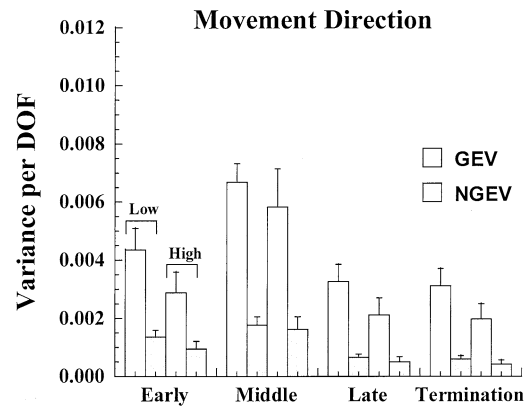 Movement Direction
Variance per DOF
0.012
0.010
0.008
0.006
0.004
0.002
0.000
Low
High
GEV
NGEV
Early Middle Late Termination